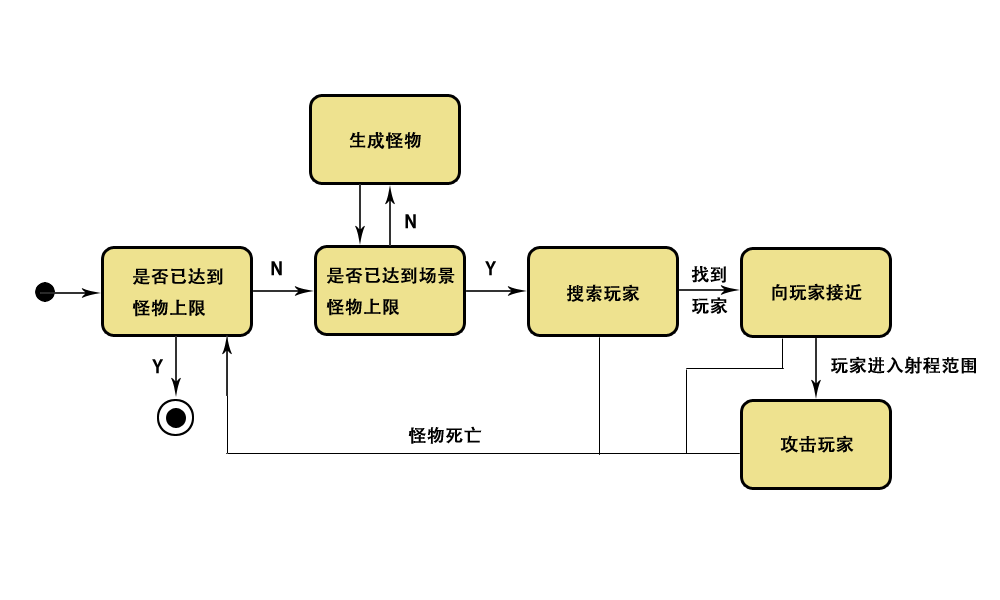 生成怪物
N
是否已达到
怪物上限
N
是否已达到场景
怪物上限
Y
搜索玩家
找到
玩家
向玩家接近
Y
玩家进入射程范围
怪物死亡
攻击玩家